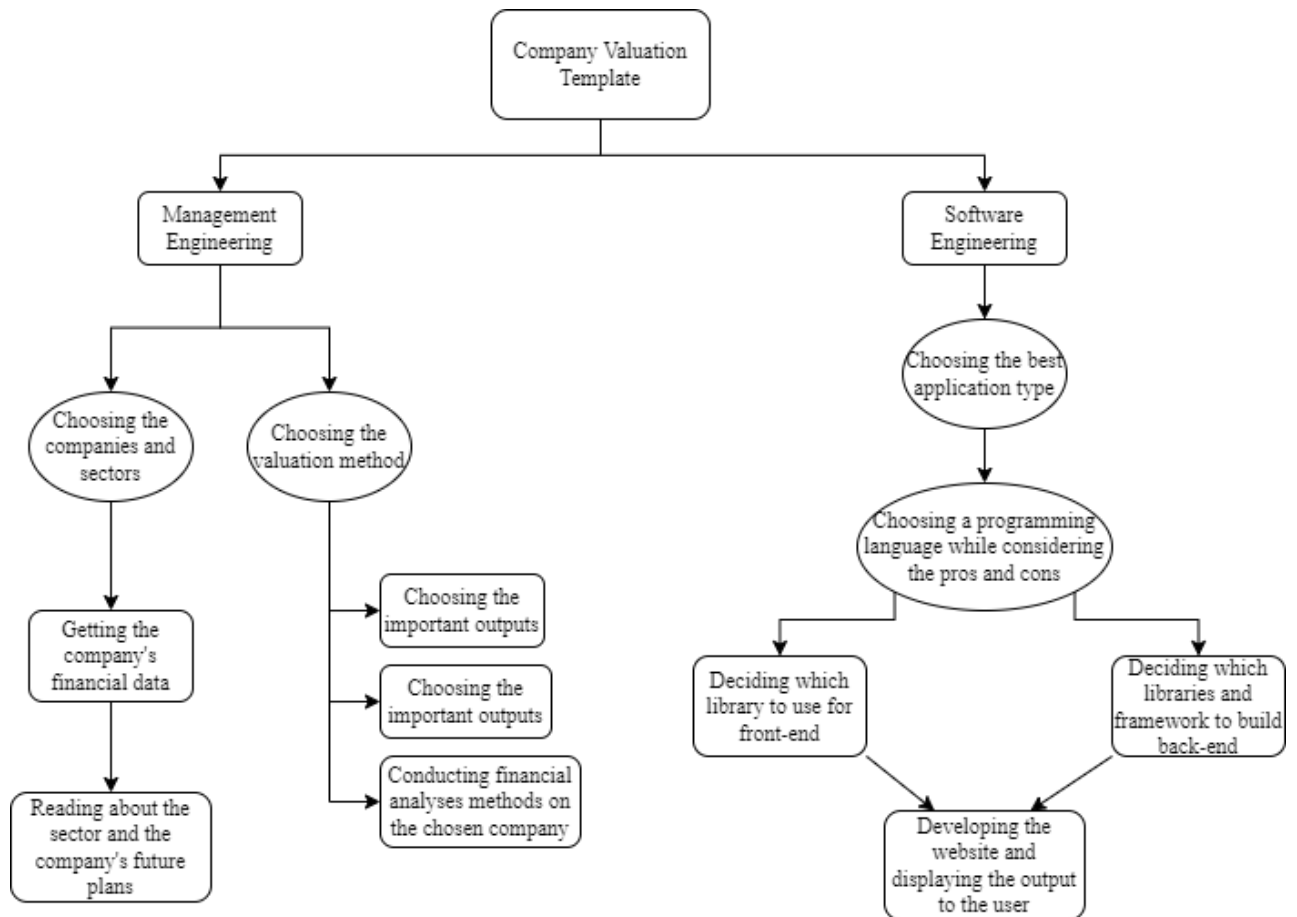 Company Valuation
Template
Management
Engineering
Software
Engineering
Choosing the
companies and
sectors
Choosing the
valuation method
Choosing the best
application type
Getting the
company's
financial data
Reading about the
sector and the
company's future
plans
Choosing the
important outputs
Choosing the
important outputs
Conducting financial
analyses methods on
the chosen company
Choosing a programming
language while considering
the pros and cons
Deciding which
library to use for
front-end
Deciding which
libraries and
framework to build
back-end
Developing the
website and
displaying the output
to the user